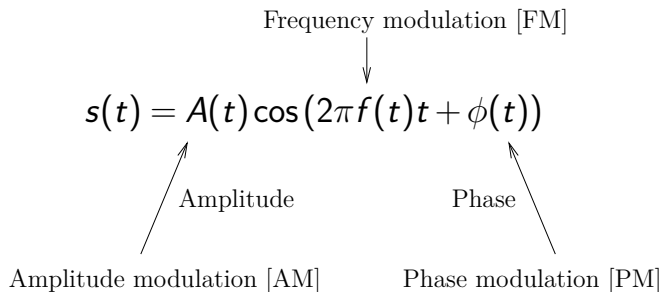 Frequency modulation [FM]
s(t) = A(t) cos(2πf(t)t + ϕ(t))
Amplitude
Phase
Amplitude modulation [AM]
Phase modulation [PM]